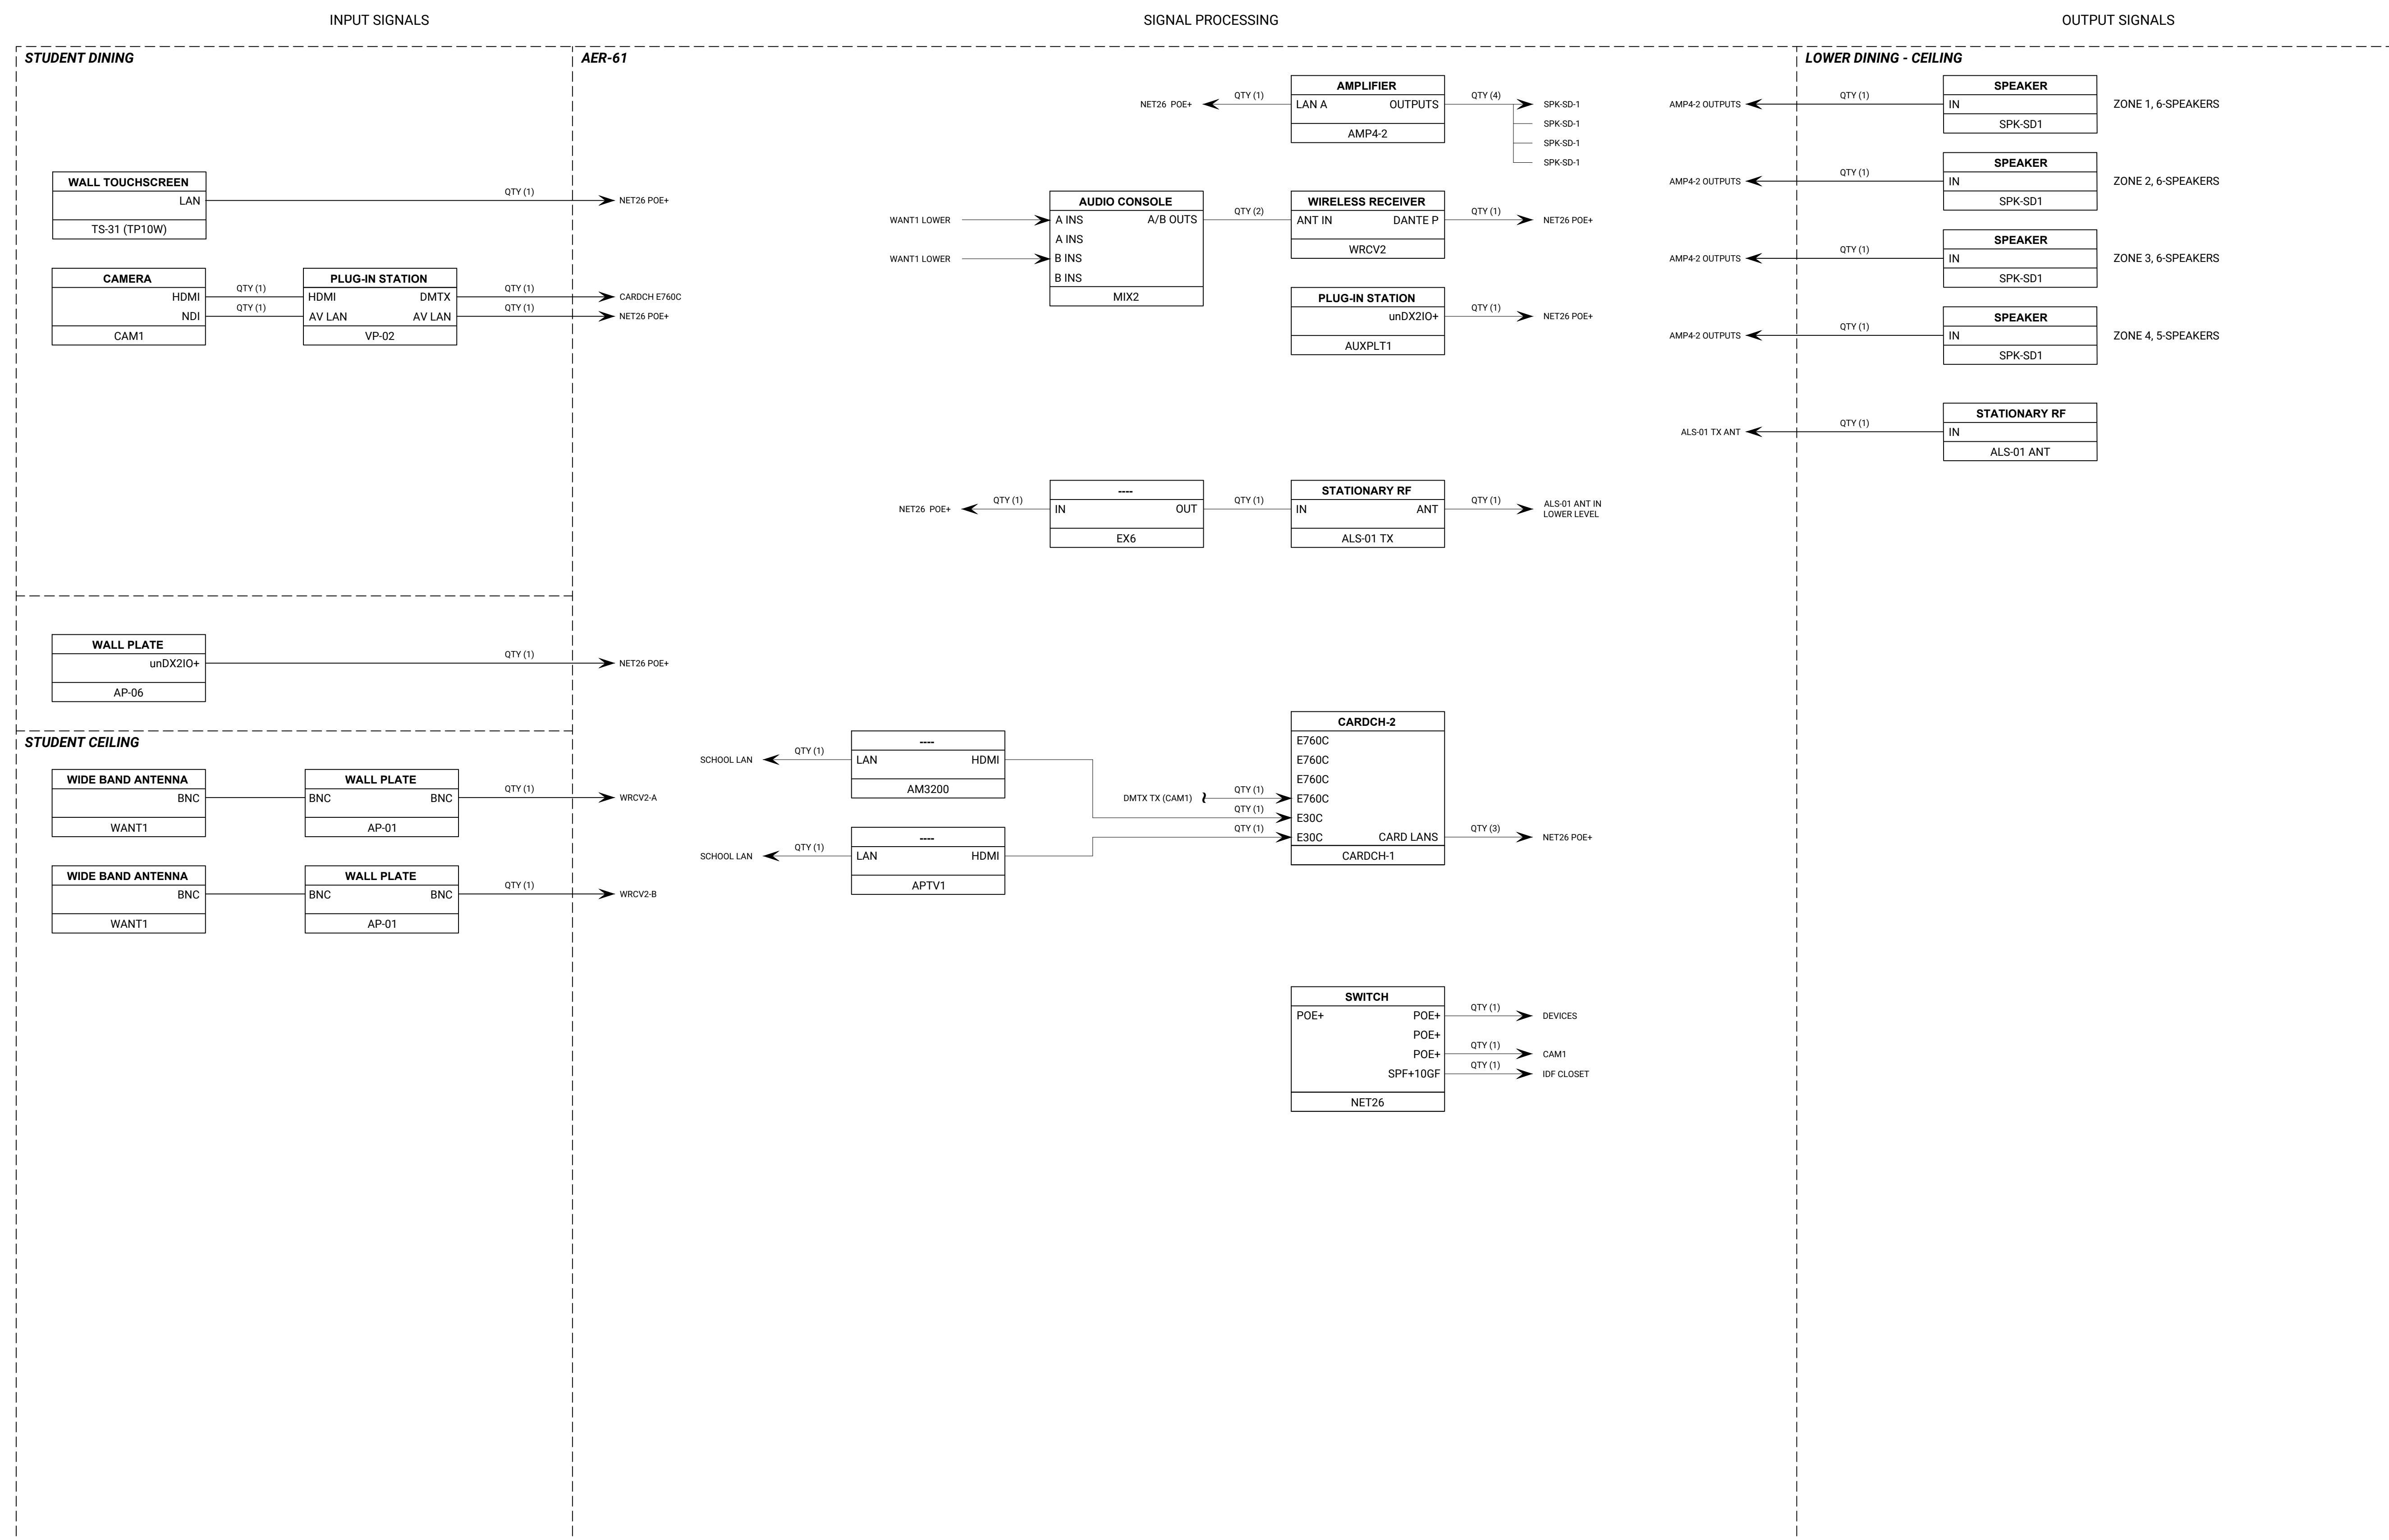 INPUT SIGNALS
SIGNAL PROCESSING
OUTPUT SIGNALS
STUDENT DINING
WALL TOUCHSCREEN
LAN
TS-31 (TP10W)
QTY (1)
NET26 POE+
CAMERA
HDMI
NDI
CAM1
QTY (1)
QTY (1)
PLUG-IN STATION
HDMI DMTX
AV LAN AV LAN
VP-02
QTY (1)
CARDCH E760C
QTY (1)
NET26 POE+
WALL PLATE
unDX2IO+
AP-06
QTY (1)
NET26 POE+
STUDENT CEILING
WIDE BAND ANTENNA
BNC
WANT1
WALL PLATE
BNC BNC
AP-01
QTY (1)
WRCV2-A
WIDE BAND ANTENNA
BNC
WANT1
WALL PLATE
BNC BNC
AP-01
QTY (1)
WRCV2-B
AER-61
NET26 POE+
QTY (1)
AMPLIFIER
LAN A OUTPUTS
AMP4-2
QTY (4)
SPK-SD-1
SPK-SD-1
SPK-SD-1
SPK-SD-1
WANT1 LOWER
WANT1 LOWER
AUDIO CONSOLE
A INS A/B OUTS
A INS
B INS
B INS
MIX2
QTY (2)
WIRELESS RECEIVER
ANT IN DANTE P
WRCV2
QTY (1)
NET26 POE+
PLUG-IN STATION
unDX2IO+
AUXPLT1
QTY (1)
NET26 POE+
NET26 POE+
QTY (1)
----
IN OUT
EX6
QTY (1)
STATIONARY RF
IN ANT
ALS-01 TX
QTY (1)
ALS-01 ANT IN
LOWER LEVEL
SCHOOL LAN
QTY (1)
----
LAN HDMI
AM3200
SCHOOL LAN
QTY (1)
----
LAN HDMI
APTV1
DMTX TX (CAM1)
QTY (1)
QTY (1)
QTY (1)
CARDCH-2
E760C
E760C
E760C
E760C
E30C
E30C CARD LANS
CARDCH-1
QTY (3)
NET26 POE+
SWITCH
POE+ POE+
POE+
POE+
SPF+10GF
NET26
QTY (1)
DEVICES
QTY (1)
CAM1
QTY (1)
IDF CLOSET
LOWER DINING - CEILING
AMP4-2 OUTPUTS
QTY (1)
SPEAKER
IN
SPK-SD1
ZONE 1, 6-SPEAKERS
AMP4-2 OUTPUTS
QTY (1)
SPEAKER
IN
SPK-SD1
ZONE 2, 6-SPEAKERS
AMP4-2 OUTPUTS
QTY (1)
SPEAKER
IN
SPK-SD1
ZONE 3, 6-SPEAKERS
AMP4-2 OUTPUTS
QTY (1)
SPEAKER
IN
SPK-SD1
ZONE 4, 5-SPEAKERS
ALS-01 TX ANT
QTY (1)
STATIONARY RF
IN
ALS-01 ANT